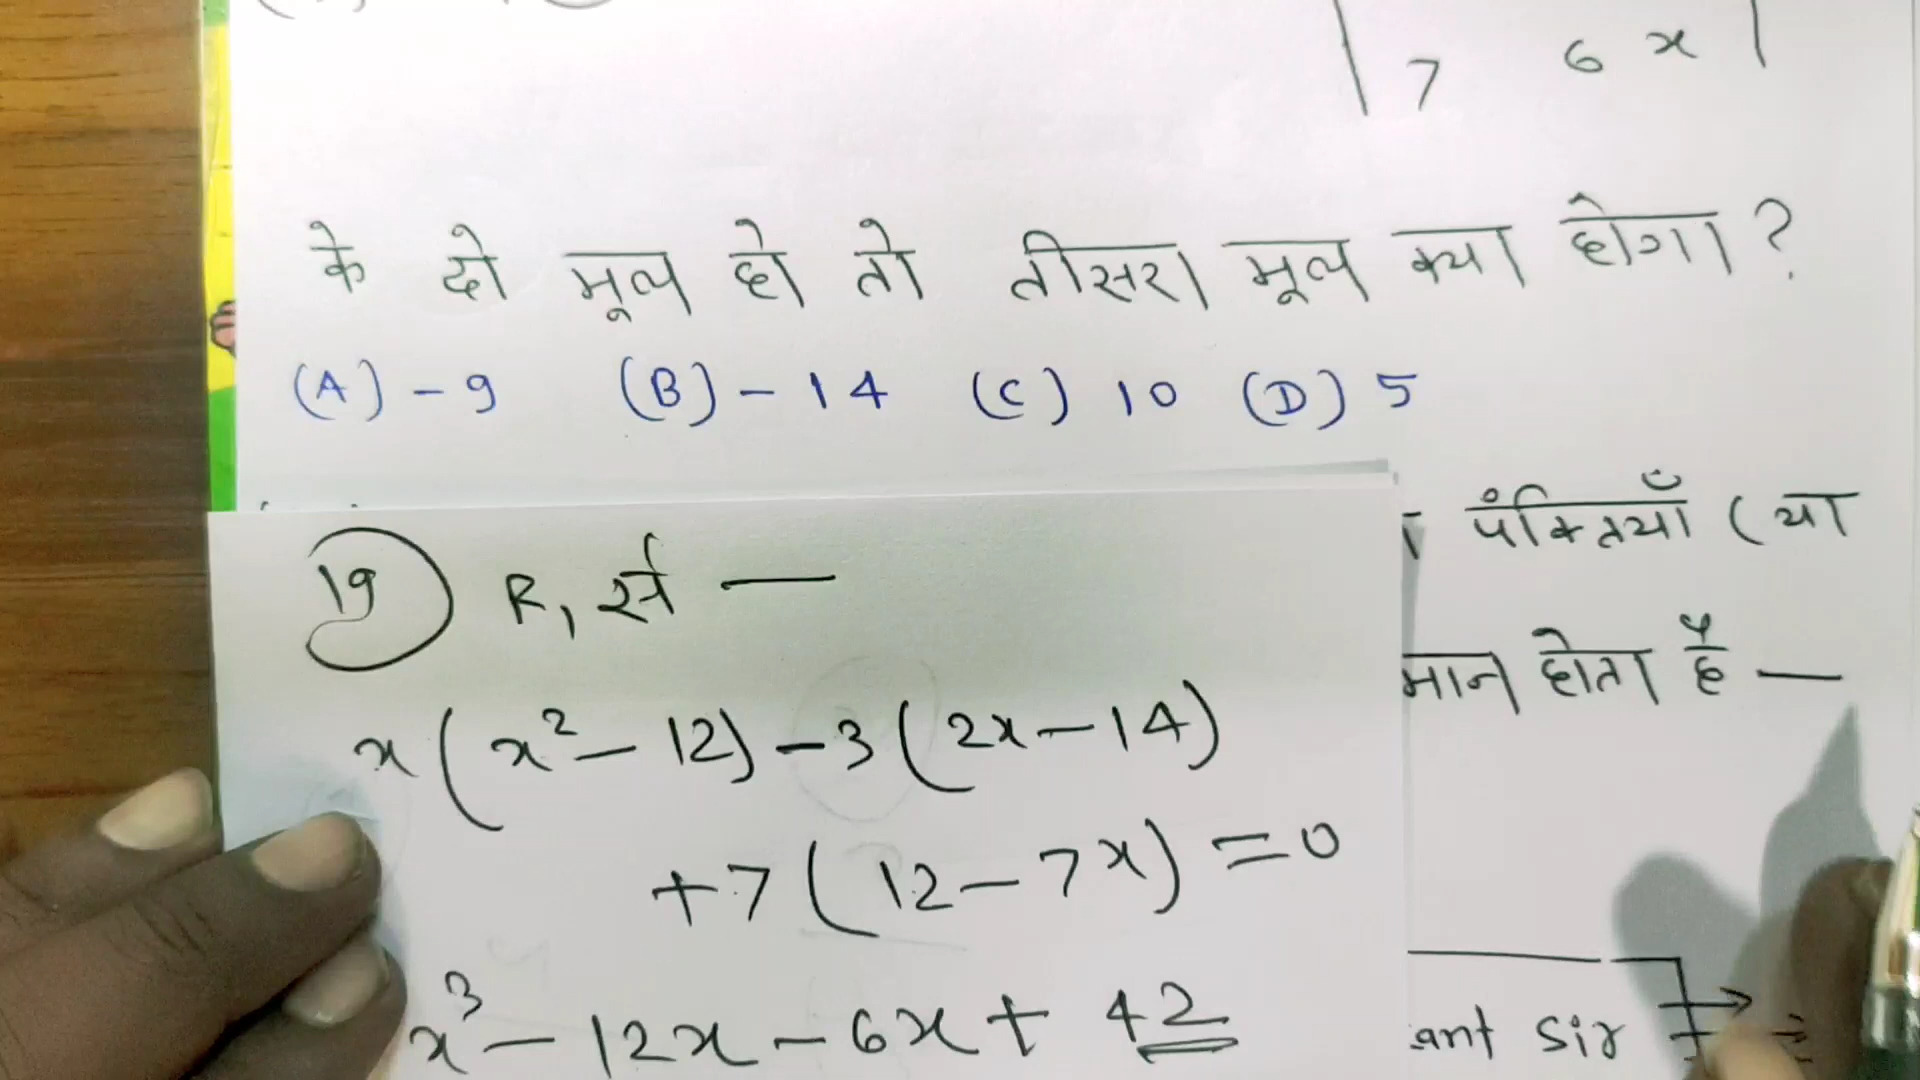 7 6 x
के दो मूल हो तो तीसरा मूल क्या होगा?
(A) - 9 (B) - 14 (C) 10 (D) 5
पंक्तियाँ (या
19 R₁ से —
मान होता है —
x(x² - 12) - 3(2x - 14)
+7(12 - 7x) = 0
x³ - 12x - 6x + 42
ant Sir